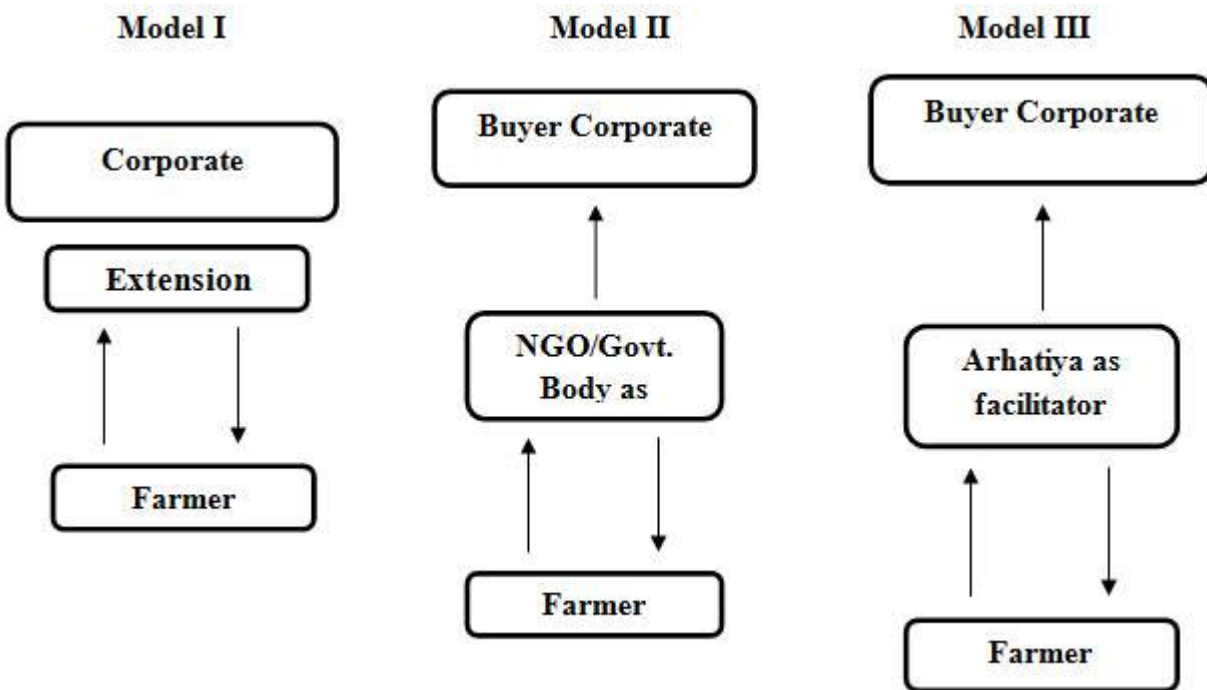 Model I
Corporate
Extension
Farmer
Model II
Buyer Corporate
NGO/Govt.
Body as
Farmer
Model III
Buyer Corporate
Arhatiya as
facilitator
Farmer